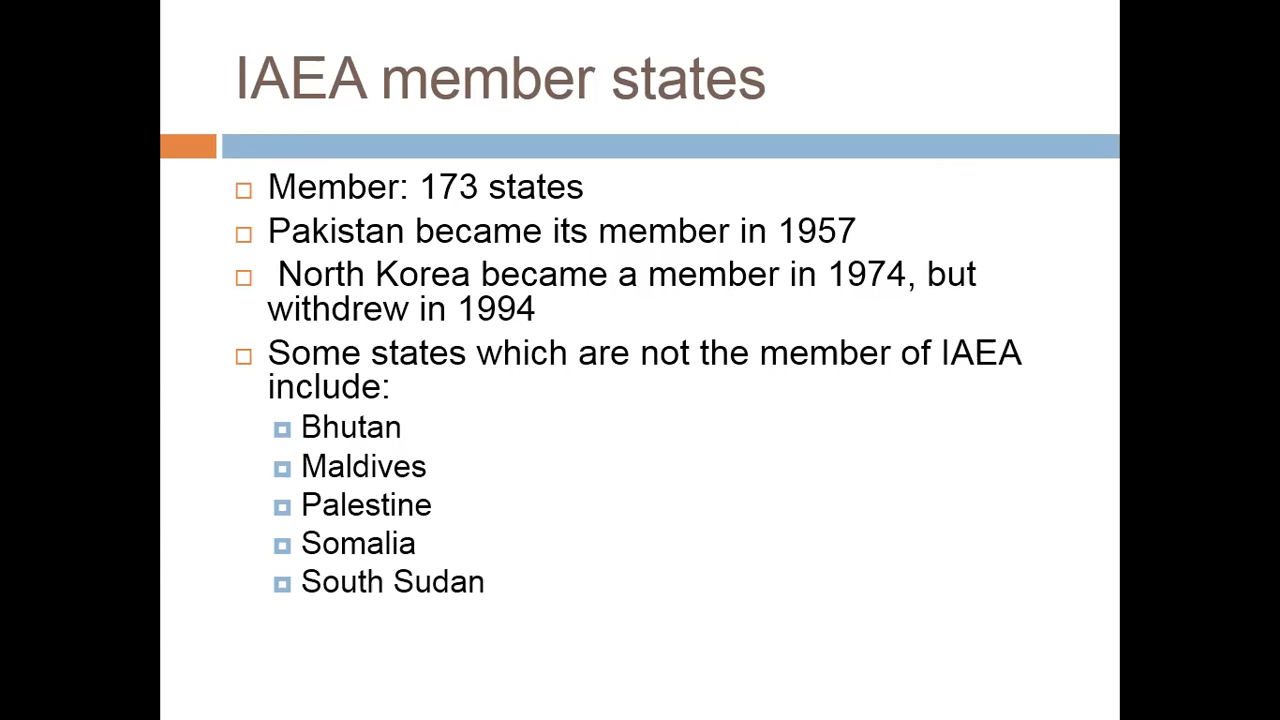 IAEA member states
Member: 173 states
Pakistan became its member in 1957
North Korea became a member in 1974, but
withdrew in 1994
Some states which are not the member of IAEA
include:
Bhutan
Maldives
Palestine
Somalia
South Sudan